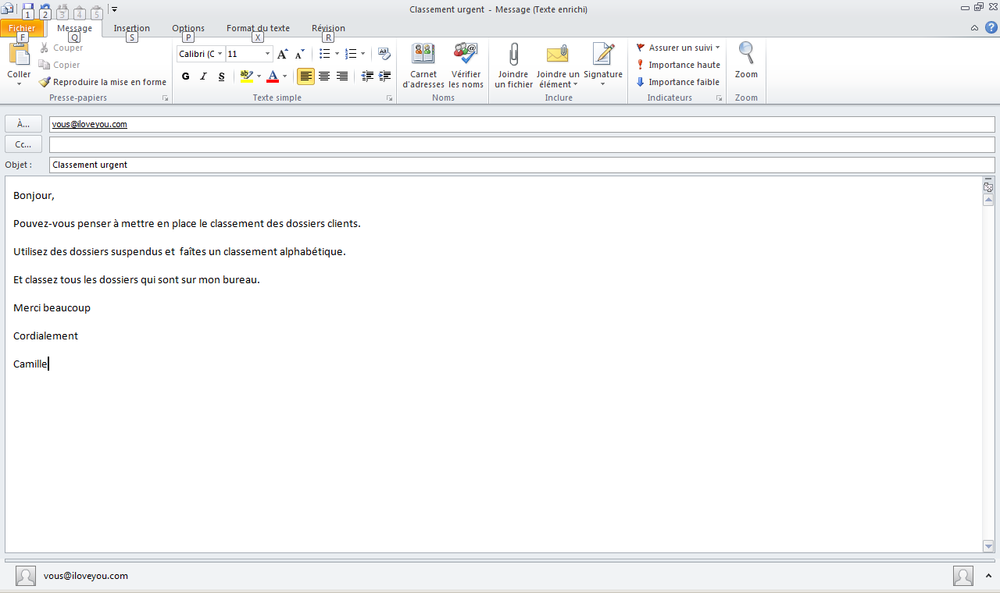 1 2 3 4 5
Classement urgent - Message (Texte enrichi)
Fichier Message Insertion Options Format du texte Révision
F Q S P X R
Coller
Couper
Copier
Reproduire la mise en forme
Presse-papiers
Calibri (C 11
G I S ab A
Texte simple
Carnet d'adresses
Vérifier les noms
Noms
Joindre un fichier
Joindre un élément
Signature
Inclure
Assurer un suivi
Importance haute
Importance faible
Indicateurs
Zoom
Zoom
À... vous@iloveyou.com
Cc...
Objet : Classement urgent
Bonjour,
Pouvez-vous penser à mettre en place le classement des dossiers clients.
Utilisez des dossiers suspendus et faîtes un classement alphabétique.
Et classez tous les dossiers qui sont sur mon bureau.
Merci beaucoup
Cordialement
Camille
vous@iloveyou.com